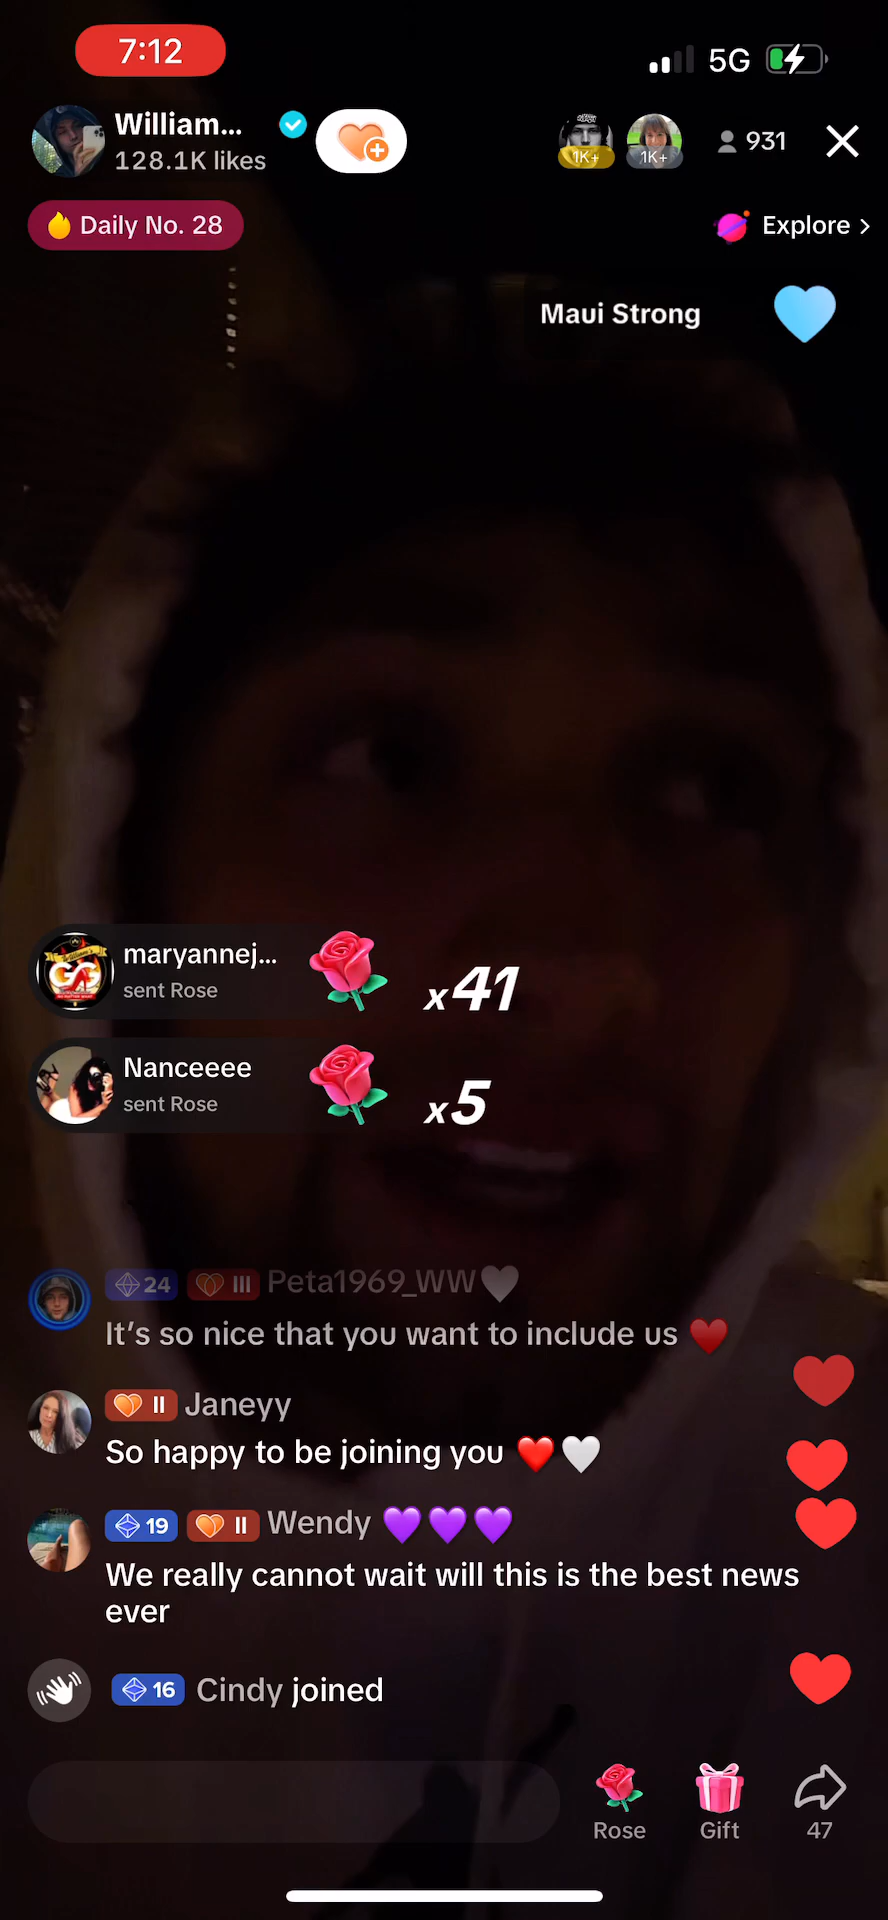 7:12
5G
William...
128.1K likes
1K+
1K+
931
Daily No. 28
Explore >
Maui Strong
maryannej...
sent Rose
x41
Nanceeee
sent Rose
x5
24 III Peta1969_WW
It's so nice that you want to include us
II Janeyy
So happy to be joining you
19 II Wendy
We really cannot wait will this is the best news
ever
16 Cindy joined
Rose
Gift
47